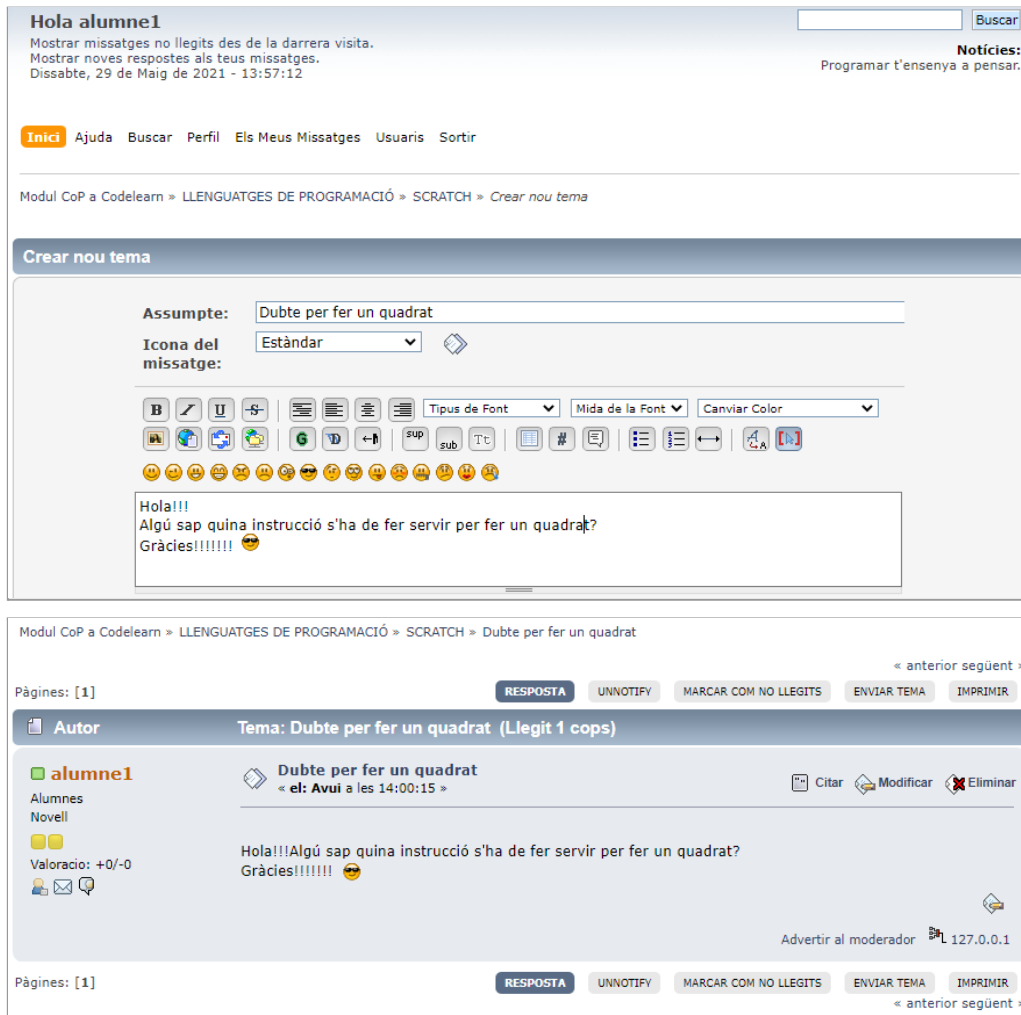 Hola alumne1
Buscar
Mostrar missatges no llegits des de la darrera visita.
Mostrar noves respostes als teus missatges.
Dissabte, 29 de Maig de 2021 - 13:57:12
Notícies:
Programar t'ensenya a pensar.
Inici Ajuda Buscar Perfil Els Meus Missatges Usuaris Sortir
Modul CoP a Codelearn » LLENGUATGES DE PROGRAMACIÓ » SCRATCH » Crear nou tema
Crear nou tema
Assumpte: Dubte per fer un quadrat
Icona del missatge: Estàndar
B I U S Tipus de Font Mida de la Font Canviar Color
G sup sub Tt #
Hola!!!
Algú sap quina instrucció s'ha de fer servir per fer un quadrat?
Gràcies!!!!!!!
Modul CoP a Codelearn » LLENGUATGES DE PROGRAMACIÓ » SCRATCH » Dubte per fer un quadrat
« anterior següent »
Pàgines: [1] RESPOSTA UNNOTIFY MARCAR COM NO LLEGITS ENVIAR TEMA IMPRIMIR
Autor Tema: Dubte per fer un quadrat (Llegit 1 cops)
alumne1
Alumnes
Novell
Valoracio: +0/-0
Dubte per fer un quadrat
« el: Avui a les 14:00:15 »
Citar Modificar Eliminar
Hola!!!Algú sap quina instrucció s'ha de fer servir per fer un quadrat?
Gràcies!!!!!!!
Advertir al moderador 127.0.0.1
Pàgines: [1] RESPOSTA UNNOTIFY MARCAR COM NO LLEGITS ENVIAR TEMA IMPRIMIR
« anterior següent »